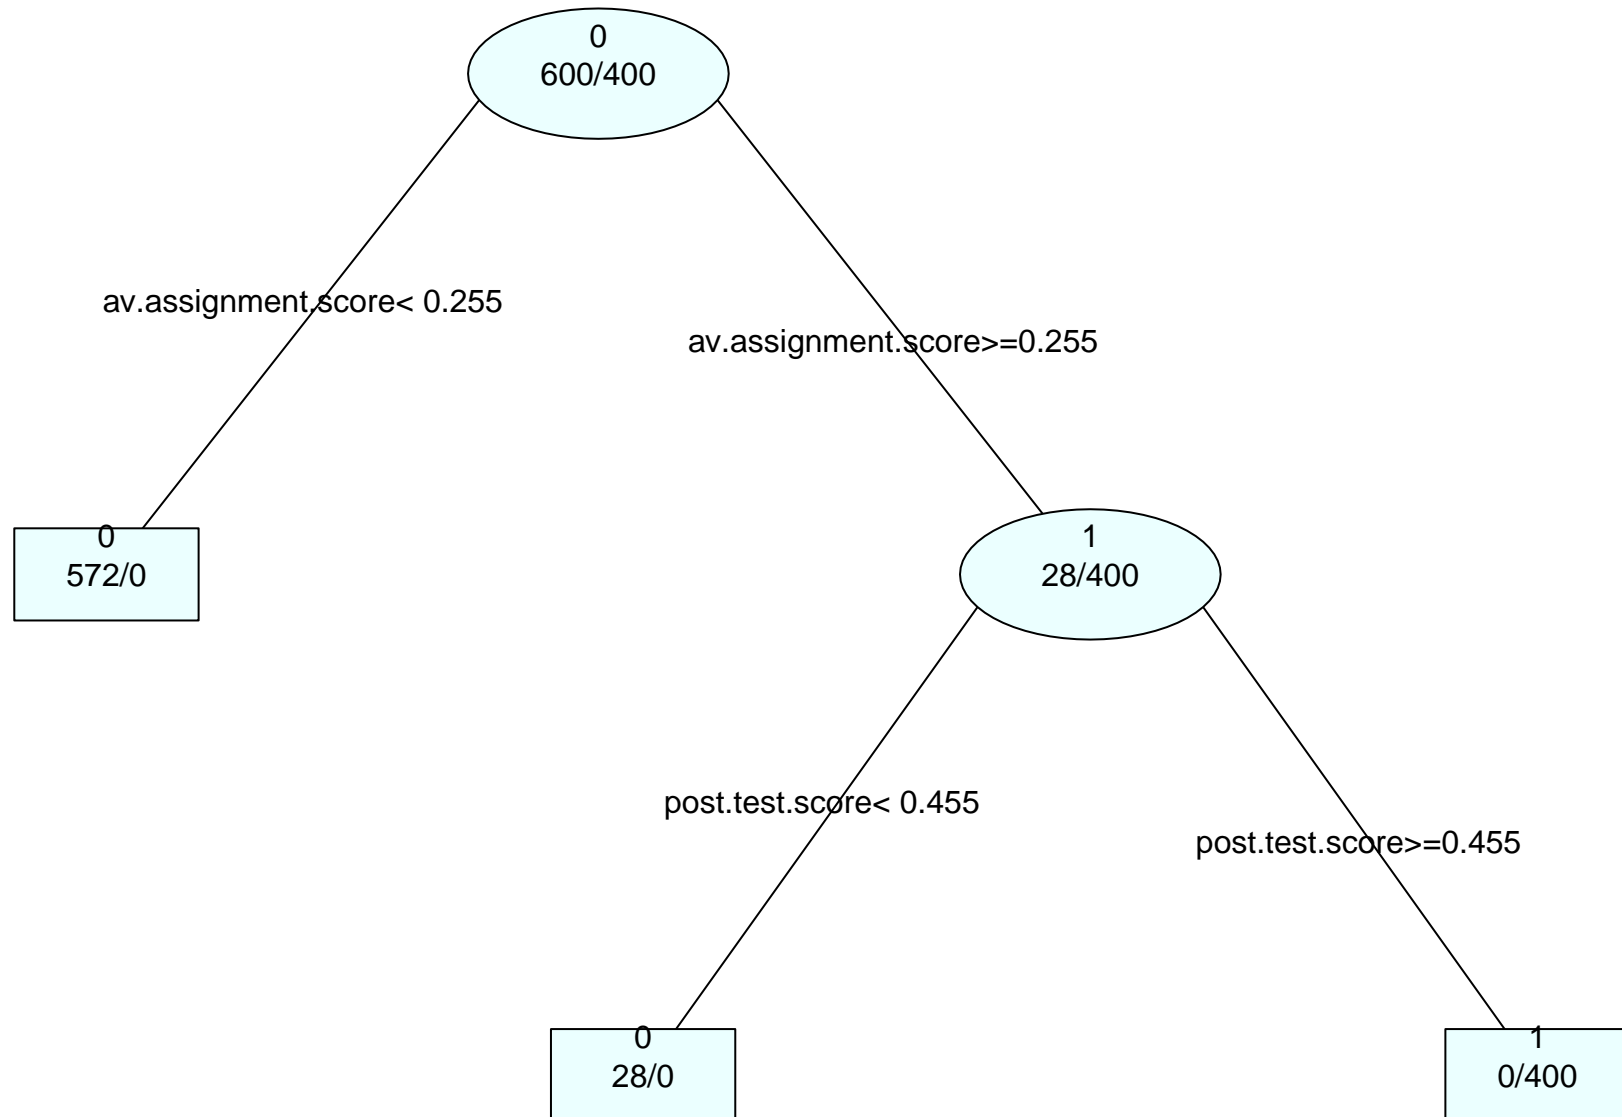 0
600/400
av.assignment.score< 0.255
av.assignment.score>=0.255
0
572/0
1
28/400
post.test.score< 0.455
post.test.score>=0.455
0
28/0
1
0/400